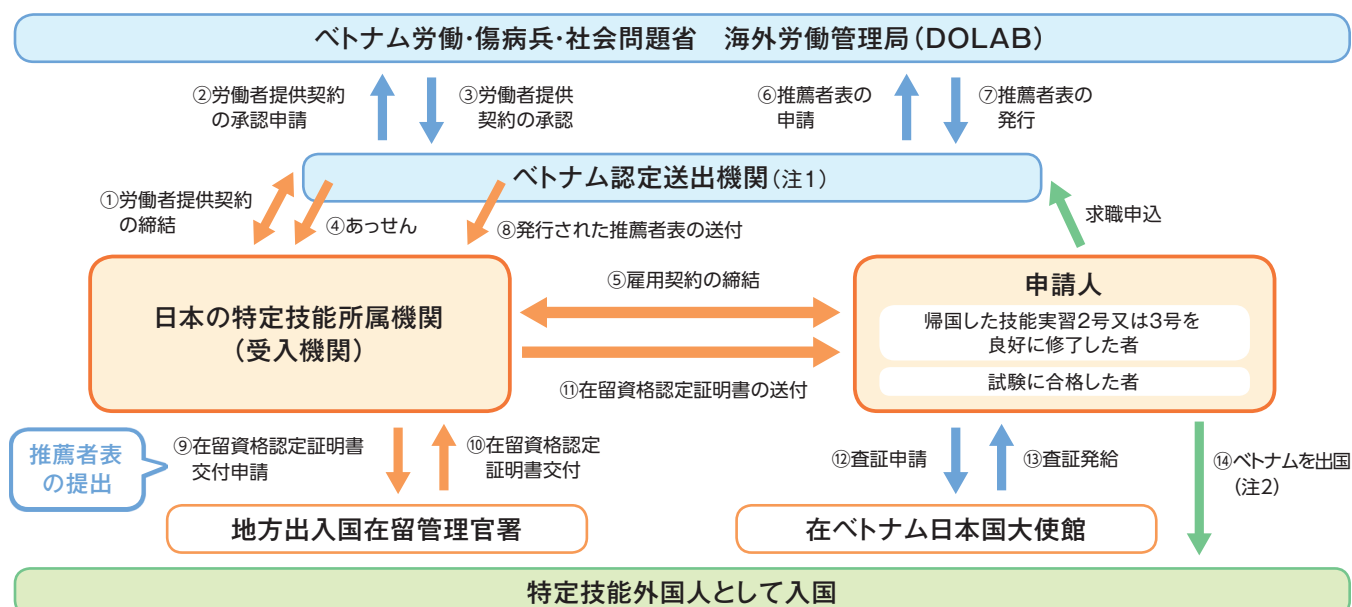 ベトナム労働・傷病兵・社会問題省　海外労働管理局（DOLAB）
②労働者提供契約
の承認申請
③労働者提供
契約の承認
⑥推薦者表の
申請
⑦推薦者表の
発行
ベトナム認定送出機関（注1）
①労働者提供契約
の締結
④あっせん
⑧発行された推薦者表の送付
求職申込
日本の特定技能所属機関
（受入機関）
⑤雇用契約の締結
⑪在留資格認定証明書の送付
申請人
帰国した技能実習2号又は3号を
良好に修了した者
試験に合格した者
推薦者表
の提出
⑨在留資格認定証明書
交付申請
⑩在留資格認定
証明書交付
⑫査証申請
⑬査証発給
⑭ベトナムを出国
（注2）
地方出入国在留管理官署
在ベトナム日本国大使館
特定技能外国人として入国